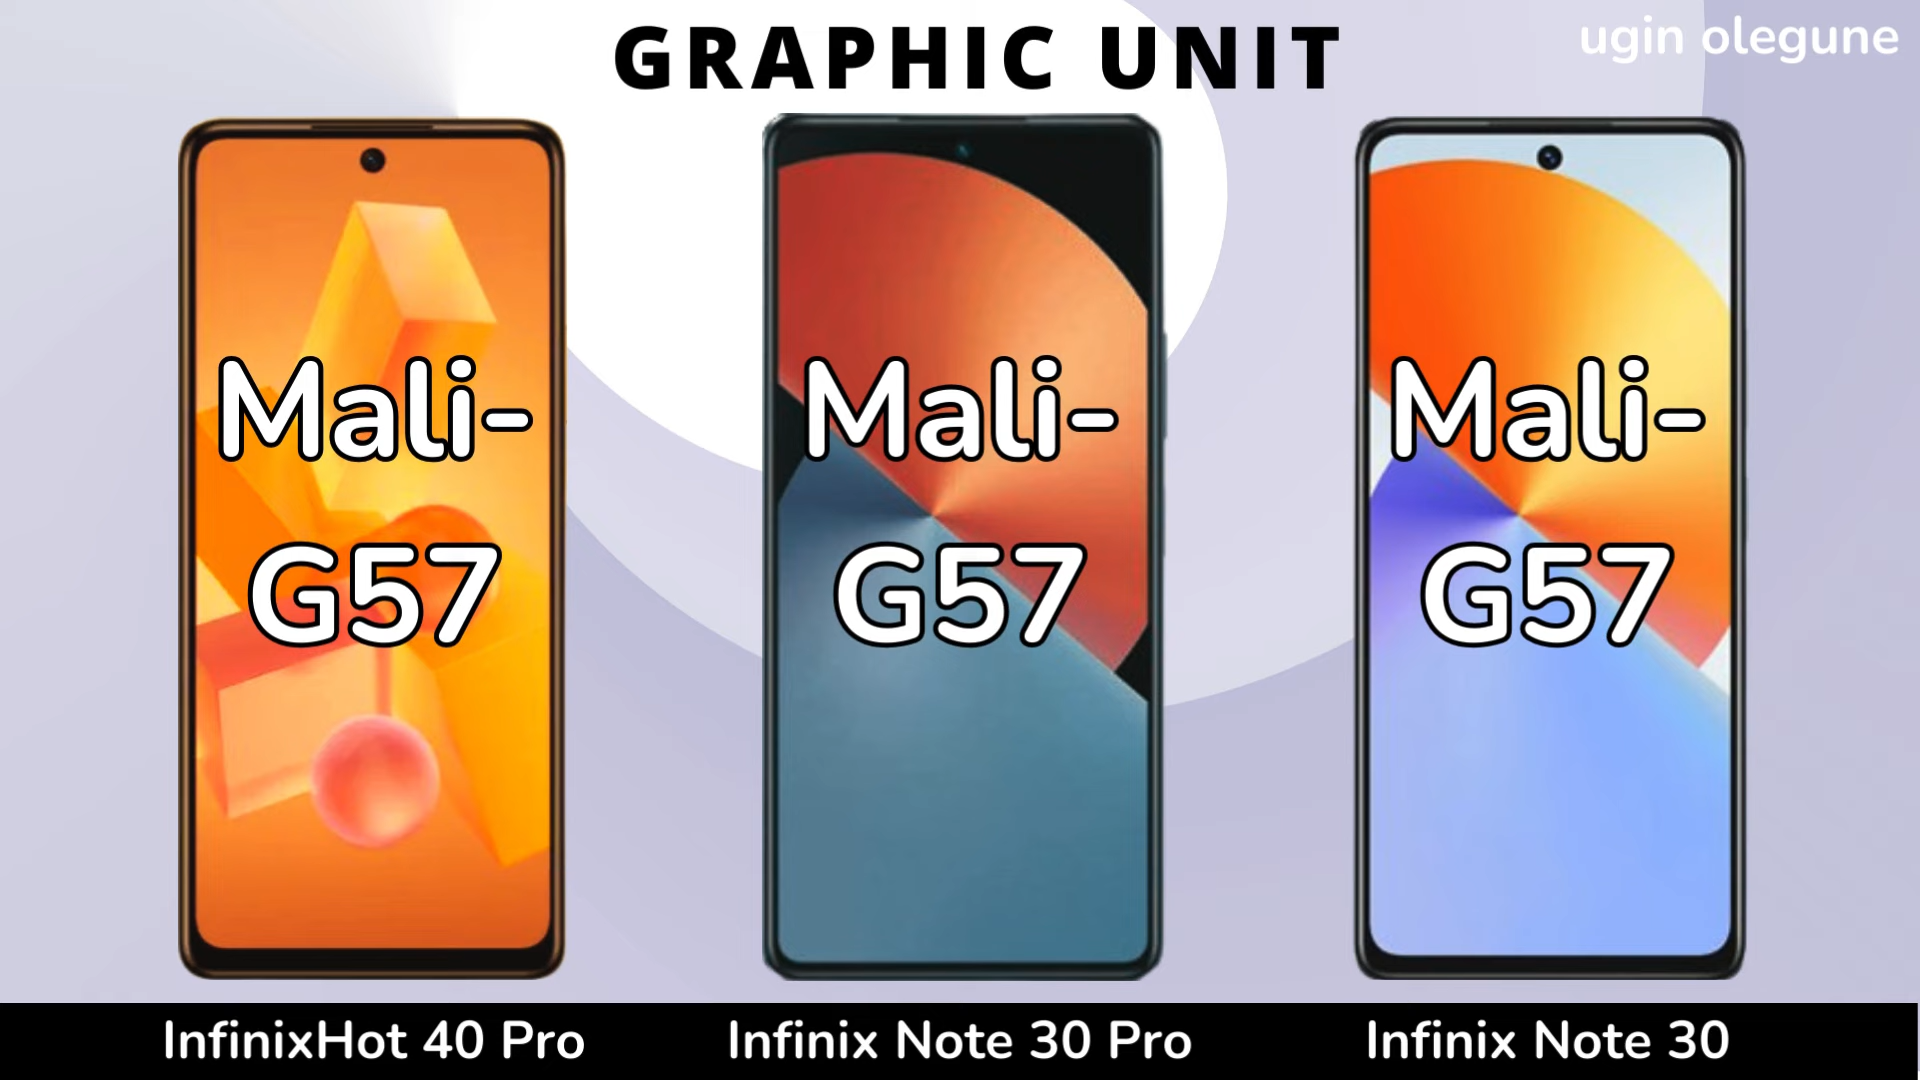 GRAPHIC UNIT
ugin olegune
Mali-
G57
Mali-
G57
Mali-
G57
InfinixHot 40 Pro
Infinix Note 30 Pro
Infinix Note 30